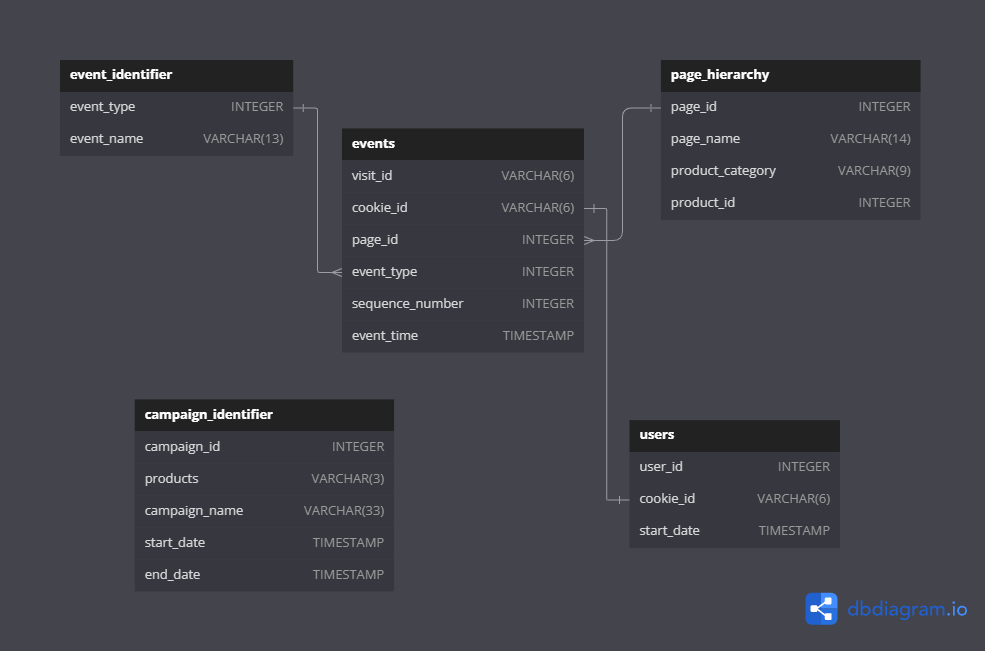 event_identifier
event_type INTEGER
event_name VARCHAR(13)
events
visit_id VARCHAR(6)
cookie_id VARCHAR(6)
page_id INTEGER
event_type INTEGER
sequence_number INTEGER
event_time TIMESTAMP
page_hierarchy
page_id INTEGER
page_name VARCHAR(14)
product_category VARCHAR(9)
product_id INTEGER
campaign_identifier
campaign_id INTEGER
products VARCHAR(3)
campaign_name VARCHAR(33)
start_date TIMESTAMP
end_date TIMESTAMP
users
user_id INTEGER
cookie_id VARCHAR(6)
start_date TIMESTAMP
dbdiagram.io